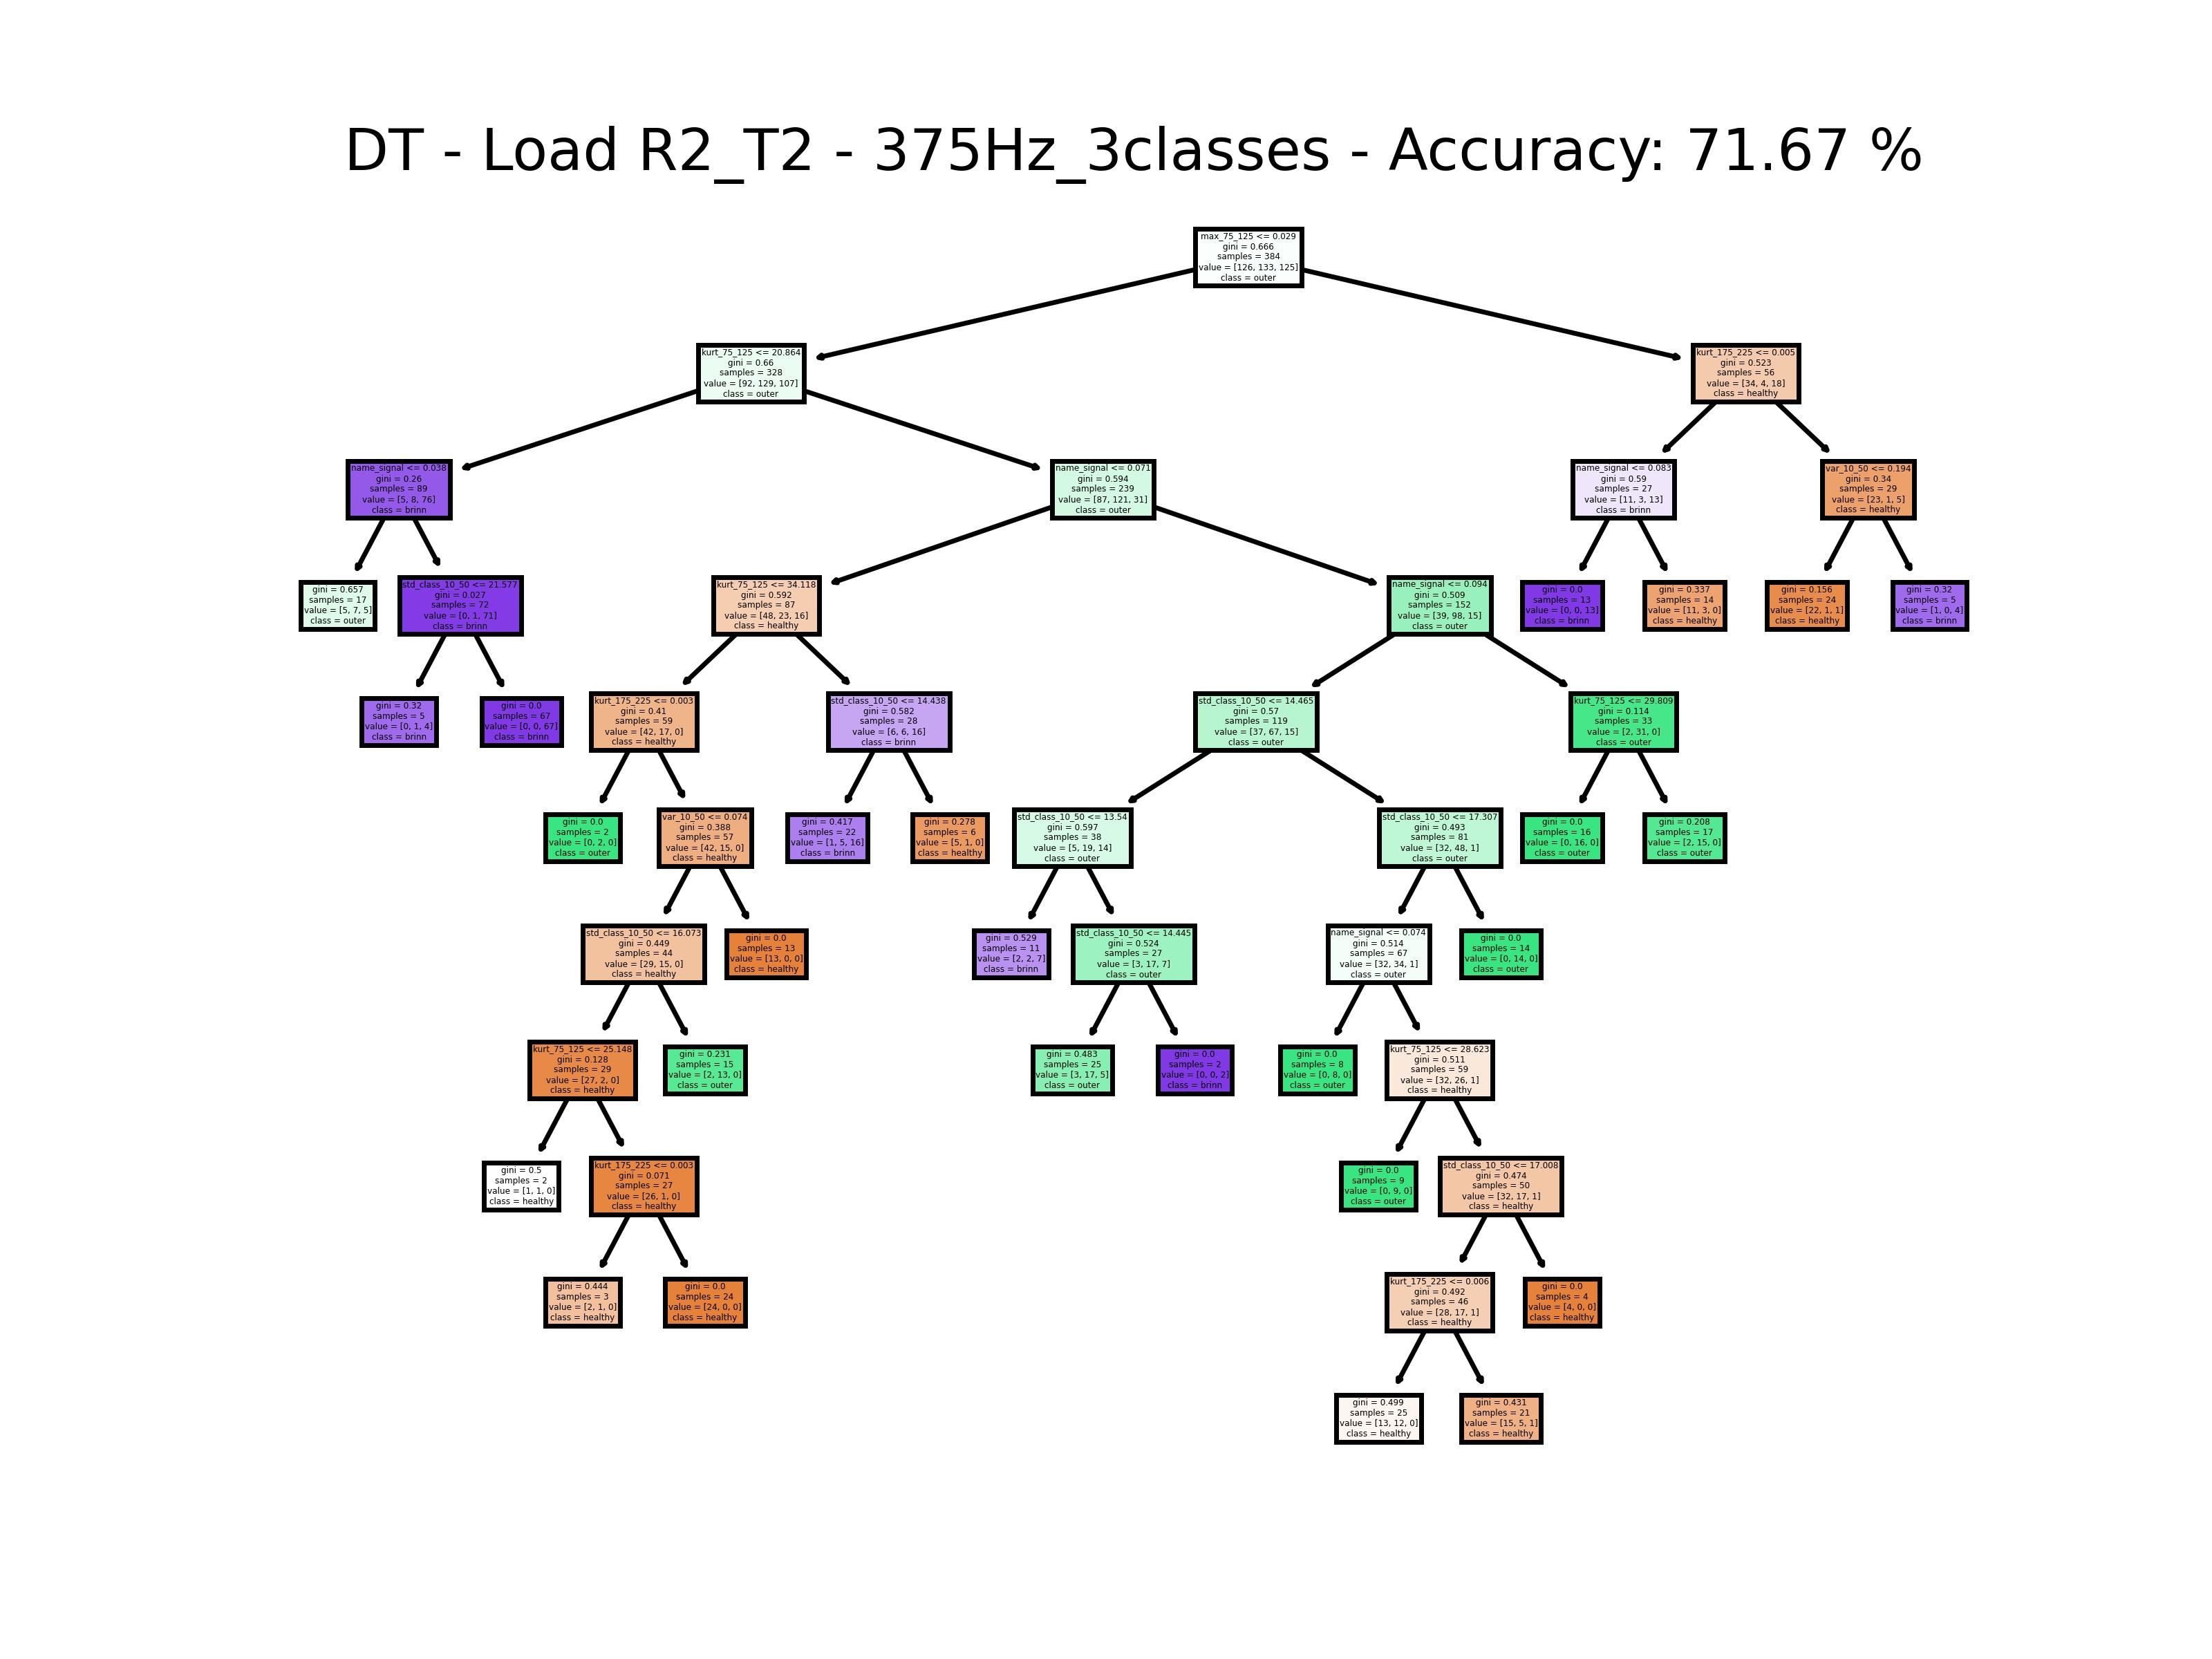 DT - Load R2_T2 - 375Hz_3classes - Accuracy: 71.67 %
max_75_125 <= 0.029
gini = 0.666
samples = 384
value = [126, 133, 125]
class = outer
kurt_75_125 <= 20.864
gini = 0.66
samples = 328
value = [92, 129, 107]
class = outer
kurt_175_225 <= 0.005
gini = 0.523
samples = 56
value = [34, 4, 18]
class = healthy
name_signal <= 0.038
gini = 0.26
samples = 89
value = [5, 8, 76]
class = brinn
name_signal <= 0.071
gini = 0.594
samples = 239
value = [87, 121, 31]
class = outer
name_signal <= 0.083
gini = 0.59
samples = 27
value = [11, 3, 13]
class = brinn
var_10_50 <= 0.194
gini = 0.34
samples = 29
value = [23, 1, 5]
class = healthy
gini = 0.657
samples = 17
value = [5, 7, 5]
class = outer
std_class_10_50 <= 21.577
gini = 0.027
samples = 72
value = [0, 1, 71]
class = brinn
kurt_75_125 <= 34.118
gini = 0.592
samples = 87
value = [48, 23, 16]
class = healthy
name_signal <= 0.094
gini = 0.509
samples = 152
value = [39, 98, 15]
class = outer
gini = 0.0
samples = 13
value = [0, 0, 13]
class = brinn
gini = 0.337
samples = 14
value = [11, 3, 0]
class = healthy
gini = 0.156
samples = 24
value = [22, 1, 1]
class = healthy
gini = 0.32
samples = 5
value = [1, 0, 4]
class = brinn
gini = 0.32
samples = 5
value = [0, 1, 4]
class = brinn
gini = 0.0
samples = 67
value = [0, 0, 67]
class = brinn
kurt_175_225 <= 0.003
gini = 0.41
samples = 59
value = [42, 17, 0]
class = healthy
std_class_10_50 <= 14.438
gini = 0.582
samples = 28
value = [6, 6, 16]
class = brinn
std_class_10_50 <= 14.465
gini = 0.57
samples = 119
value = [37, 67, 15]
class = outer
kurt_75_125 <= 29.809
gini = 0.114
samples = 33
value = [2, 31, 0]
class = outer
gini = 0.0
samples = 2
value = [0, 2, 0]
class = outer
var_10_50 <= 0.074
gini = 0.388
samples = 57
value = [42, 15, 0]
class = healthy
gini = 0.417
samples = 22
value = [1, 5, 16]
class = brinn
gini = 0.278
samples = 6
value = [5, 1, 0]
class = healthy
std_class_10_50 <= 13.54
gini = 0.597
samples = 38
value = [5, 19, 14]
class = outer
std_class_10_50 <= 17.307
gini = 0.493
samples = 81
value = [32, 48, 1]
class = outer
gini = 0.0
samples = 16
value = [0, 16, 0]
class = outer
gini = 0.208
samples = 17
value = [2, 15, 0]
class = outer
std_class_10_50 <= 16.073
gini = 0.449
samples = 44
value = [29, 15, 0]
class = healthy
gini = 0.0
samples = 13
value = [13, 0, 0]
class = healthy
gini = 0.529
samples = 11
value = [2, 2, 7]
class = brinn
std_class_10_50 <= 14.445
gini = 0.524
samples = 27
value = [3, 17, 7]
class = outer
name_signal <= 0.074
gini = 0.514
samples = 67
value = [32, 34, 1]
class = outer
gini = 0.0
samples = 14
value = [0, 14, 0]
class = outer
kurt_75_125 <= 25.148
gini = 0.128
samples = 29
value = [27, 2, 0]
class = healthy
gini = 0.231
samples = 15
value = [2, 13, 0]
class = outer
gini = 0.483
samples = 25
value = [3, 17, 5]
class = outer
gini = 0.0
samples = 2
value = [0, 0, 2]
class = brinn
gini = 0.0
samples = 8
value = [0, 8, 0]
class = outer
kurt_75_125 <= 28.623
gini = 0.511
samples = 59
value = [32, 26, 1]
class = healthy
gini = 0.5
samples = 2
value = [1, 1, 0]
class = healthy
kurt_175_225 <= 0.003
gini = 0.071
samples = 27
value = [26, 1, 0]
class = healthy
gini = 0.0
samples = 9
value = [0, 9, 0]
class = outer
std_class_10_50 <= 17.008
gini = 0.474
samples = 50
value = [32, 17, 1]
class = healthy
gini = 0.444
samples = 3
value = [2, 1, 0]
class = healthy
gini = 0.0
samples = 24
value = [24, 0, 0]
class = healthy
kurt_175_225 <= 0.006
gini = 0.492
samples = 46
value = [28, 17, 1]
class = healthy
gini = 0.0
samples = 4
value = [4, 0, 0]
class = healthy
gini = 0.499
samples = 25
value = [13, 12, 0]
class = healthy
gini = 0.431
samples = 21
value = [15, 5, 1]
class = healthy